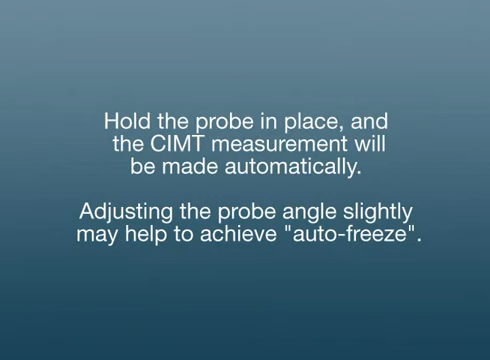 Hold the probe in place, and
the CIMT measurement will
be made automatically.
Adjusting the probe angle slightly
may help to achieve "auto-freeze".